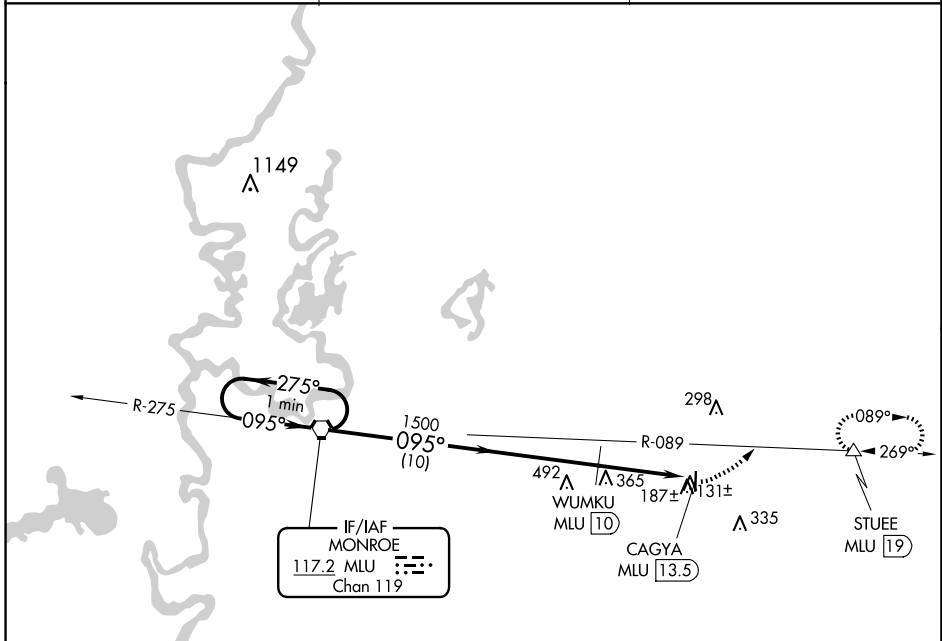 1149
275°
1 min
095°
R-275
1500
095°
(10)
R-089
298
089°
269°
492
365
187±
131±
335
WUMKU
MLU 10
CAGYA
MLU 13.5
STUEE
MLU 19
IF/IAF
MONROE
117.2 MLU
Chan 119